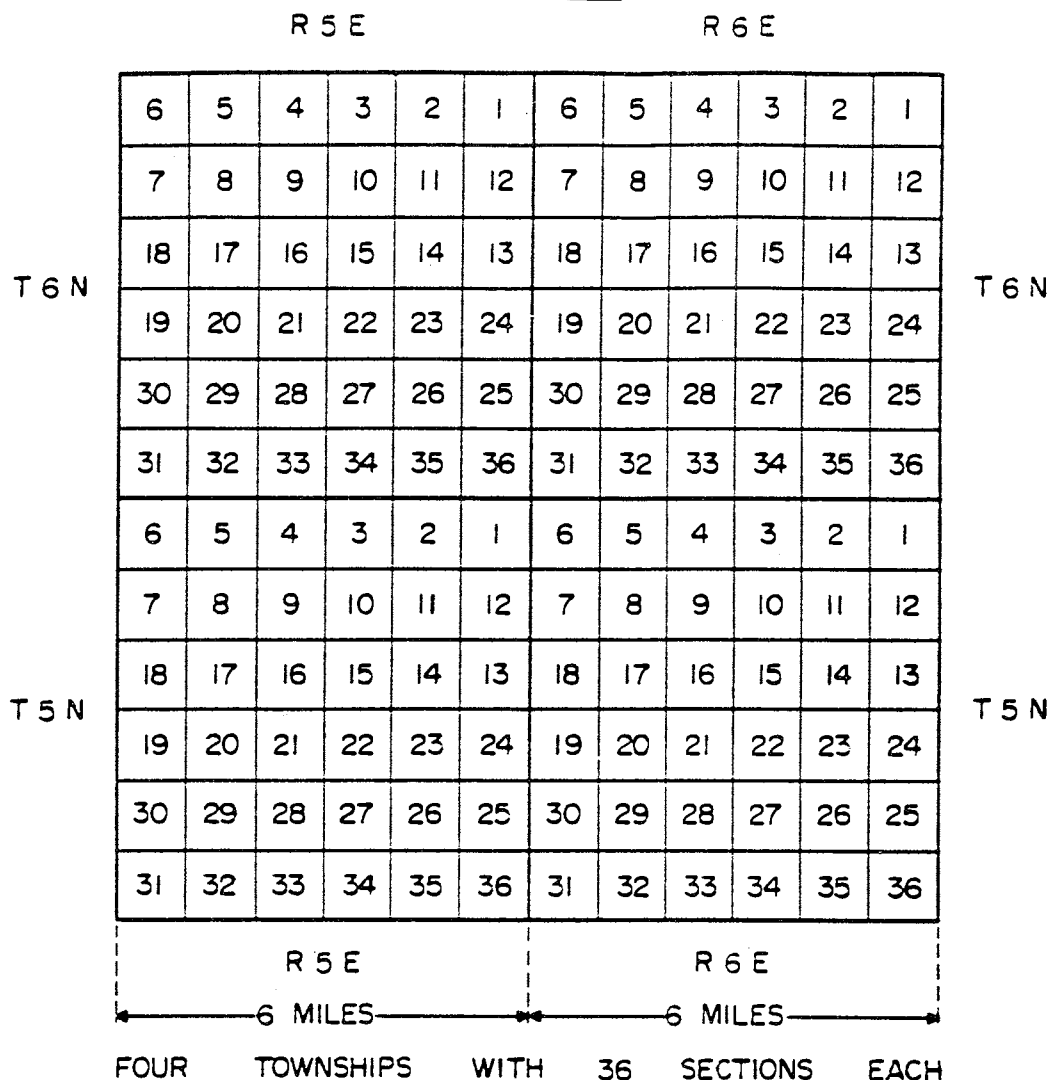 R 5 E R 6 E
6 5 4 3 2 1 6 5 4 3 2 1
7 8 9 10 11 12 7 8 9 10 11 12
18 17 16 15 14 13 18 17 16 15 14 13
T 6 N T 6 N
19 20 21 22 23 24 19 20 21 22 23 24
30 29 28 27 26 25 30 29 28 27 26 25
31 32 33 34 35 36 31 32 33 34 35 36
6 5 4 3 2 1 6 5 4 3 2 1
7 8 9 10 11 12 7 8 9 10 11 12
18 17 16 15 14 13 18 17 16 15 14 13
T 5 N T 5 N
19 20 21 22 23 24 19 20 21 22 23 24
30 29 28 27 26 25 30 29 28 27 26 25
31 32 33 34 35 36 31 32 33 34 35 36
R 5 E R 6 E
6 MILES 6 MILES
FOUR TOWNSHIPS WITH 36 SECTIONS EACH